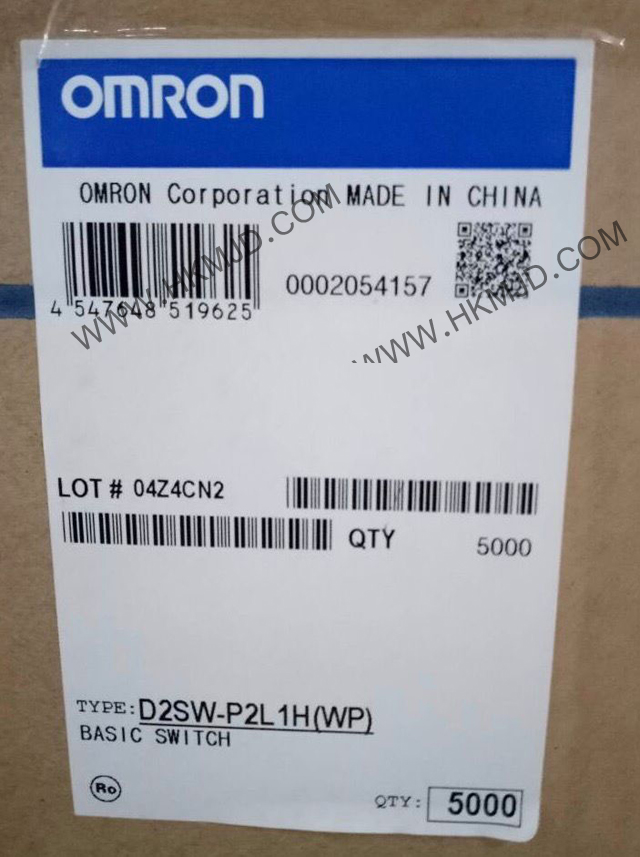 OMRON
OMRON Corporation MADE IN CHINA
4 547648 519625
0002054157
WWW.HKMJD.COM
WWW.HKMJD.COM
LOT # 04Z4CN2
QTY 5000
TYPE: D2SW-P2L1H(WP)
BASIC SWITCH
Ro
QTY: 5000